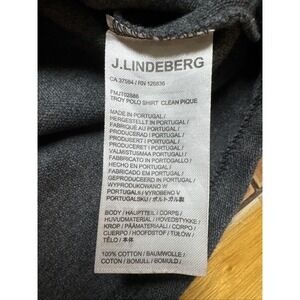 J.LINDEBERG
CA 37594 / RN 126836
FMJT02886
TROY POLO SHIRT CLEAN PIQUE
MADE IN PORTUGAL /
HERGESTELLT IN PORTUGAL /
FABRIQUÉ AU PORTUGAL /
PRODUCERAD I PORTUGAL /
PRODUSERT I PORTUGAL /
PRODUCERET I PORTUGAL /
VALMISTUSMAA PORTUGALI /
FABBRICATO IN PORTOGALLO
HECHO EN PORTUGAL /
FABRICADO EM PORTUGAL /
GEPRODUCEERD IN PORTUGAL /
WYPRODUKOWANO W
PORTUGALII / VYROBENO V
PORTUGALSKU / ポルトガル製
BODY / HAUPTTEIL / CORPS /
HUVUDMATERIAL / HOVEDSTYKKE /
KROP / PÄÄMATERIAALI / CORPO /
CUERPO / HOOFDSTOF / TUŁÓW /
TĚLO / 本体
100% COTTON / BAUMWOLLE /
COTON / BOMULL / BOMULD /